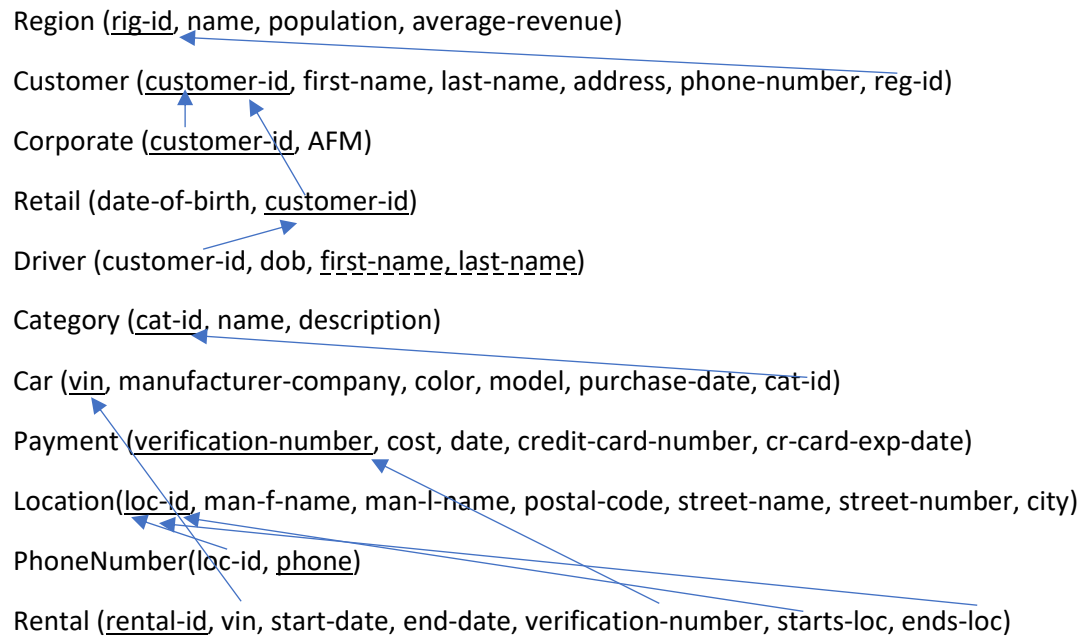 Region (rig-id, name, population, average-revenue)
Customer (customer-id, first-name, last-name, address, phone-number, reg-id)
Corporate (customer-id, AFM)
Retail (date-of-birth, customer-id)
Driver (customer-id, dob, first-name, last-name)
Category (cat-id, name, description)
Car (vin, manufacturer-company, color, model, purchase-date, cat-id)
Payment (verification-number, cost, date, credit-card-number, cr-card-exp-date)
Location(loc-id, man-f-name, man-l-name, postal-code, street-name, street-number, city)
PhoneNumber(loc-id, phone)
Rental (rental-id, vin, start-date, end-date, verification-number, starts-loc, ends-loc)